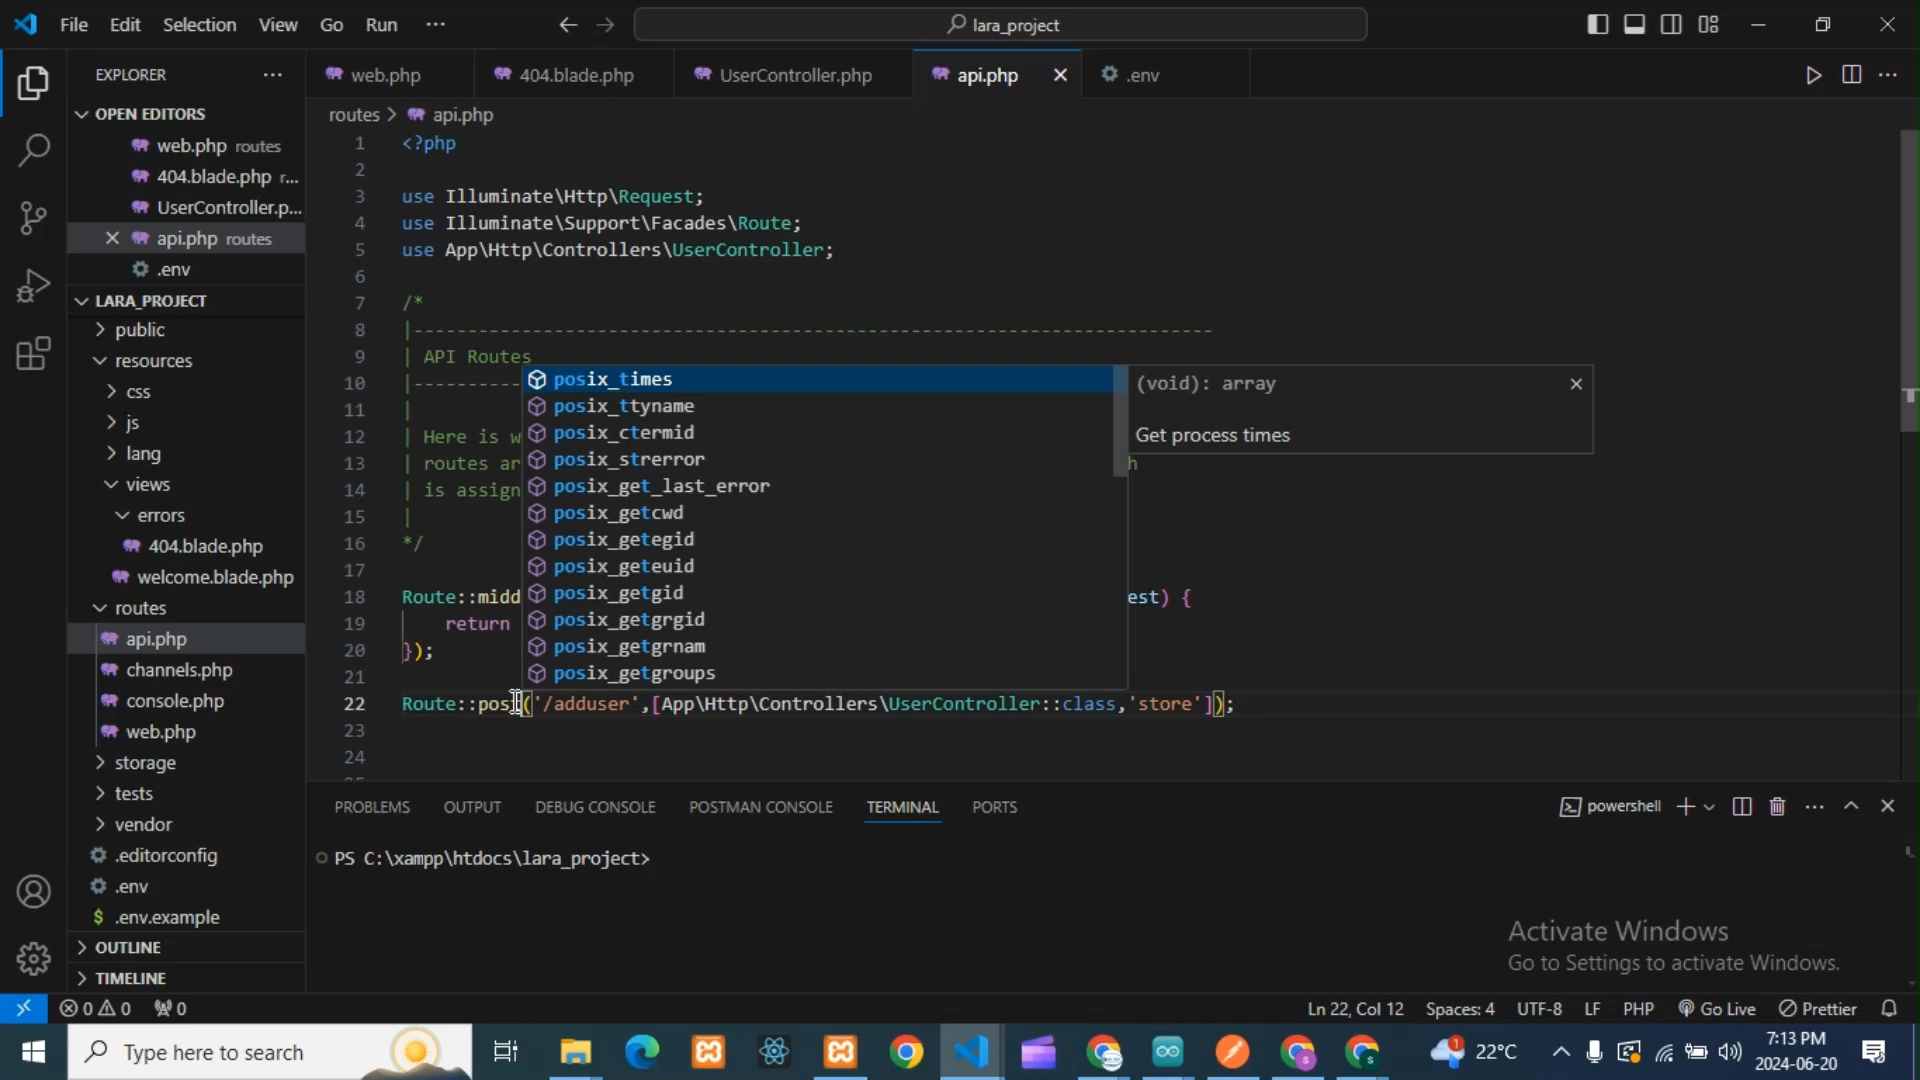 File Edit Selection View Go Run ··· lara_project
EXPLORER ···
OPEN EDITORS
web.php routes
404.blade.php r...
UserController.p...
api.php routes
.env
LARA_PROJECT
public
resources
css
js
lang
views
errors
404.blade.php
welcome.blade.php
routes
api.php
channels.php
console.php
web.php
storage
tests
vendor
.editorconfig
.env
$ .env.example
OUTLINE
TIMELINE
web.php 404.blade.php UserController.php api.php .env
routes > api.php
1 <?php
2
3 use Illuminate\Http\Request;
4 use Illuminate\Support\Facades\Route;
5 use App\Http\Controllers\UserController;
6
7 /*
8 |--------------------------------------------------------------------------
9 | API Routes
10 |----------
11 |
12 | Here is w
13 | routes ar h
14 | is assign
15 |
16 */
17
18 Route::midd est) {
19 return
20 });
21
22 Route::post('/adduser',[App\Http\Controllers\UserController::class,'store']);
23
24
posix_times
posix_ttyname
posix_ctermid
posix_strerror
posix_get_last_error
posix_getcwd
posix_getegid
posix_geteuid
posix_getgid
posix_getgrgid
posix_getgrnam
posix_getgroups
(void): array
Get process times
PROBLEMS OUTPUT DEBUG CONSOLE POSTMAN CONSOLE TERMINAL PORTS powershell
PS C:\xampp\htdocs\lara_project>
Activate Windows
Go to Settings to activate Windows.
0 0 0 Ln 22, Col 12 Spaces: 4 UTF-8 LF PHP Go Live Prettier
Type here to search 1 22°C 7:13 PM
2024-06-20